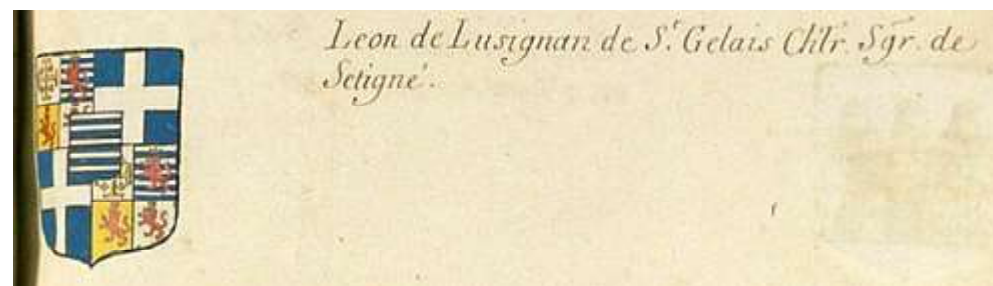 Leon de Lusignan de S.t Gelais Chlr. Sgr. de
Setigné.